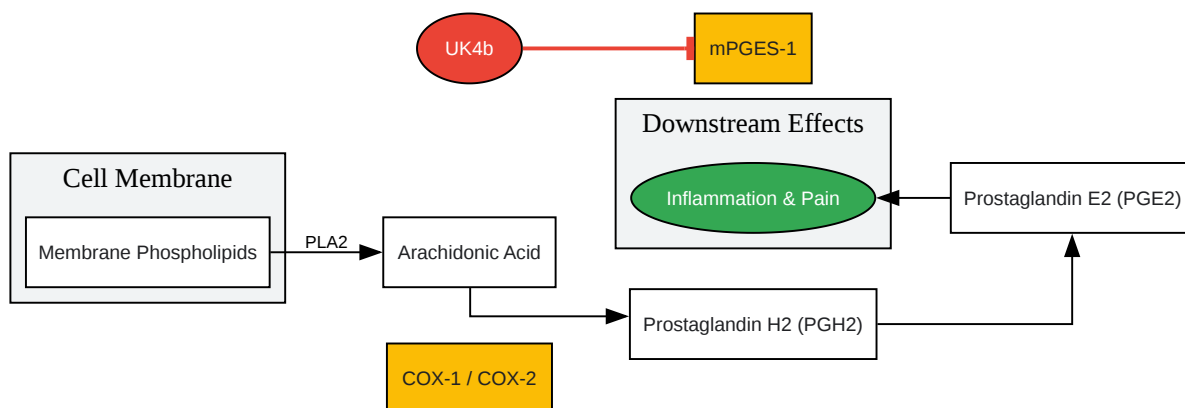 UK4b
mPGES-1
Downstream Effects
Cell Membrane
Inflammation & Pain
Prostaglandin E2 (PGE2)
Membrane Phospholipids
PLA2
Arachidonic Acid
Prostaglandin H2 (PGH2)
COX-1 / COX-2